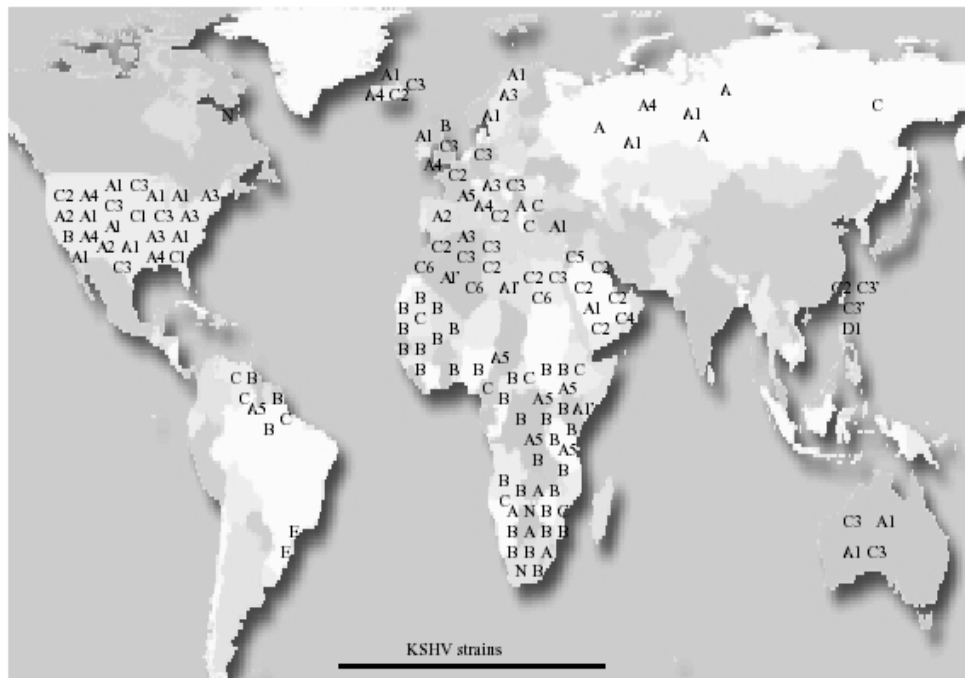 A1
A1
A
A4 C2 C3
A3
A4
C
N
A1
A1
B
A
A
A1
C3
A1
A4
C3
A1 C3
C2
C2 A4
A1 A1 A3
A3 C3
A5
C3
A4
A C
A2 A1
C1 C3 A3
A2
C2
A1
C
A1
B A4
A3 A1
A3
A2 A1
C2
C3
A1
A4 C1
C3
C5
C3
C6
C2
C2
A1'
C2 C3
C2 C3'
C6
A1'
C2
B
C6
C2
B
B
A1
C3'
C
C4
B
B
C2
D1
B
B B
A5
B
B
B
B B C
C B
B C
C
A5
C
B
B
A5
A5
B A1'
C
B
B
B
B
A5
B
A5
B
B
B
B A B
C
A N B C
C3 A1
E
B A B
E
B B A
A1 C3
N B
KSHV strains